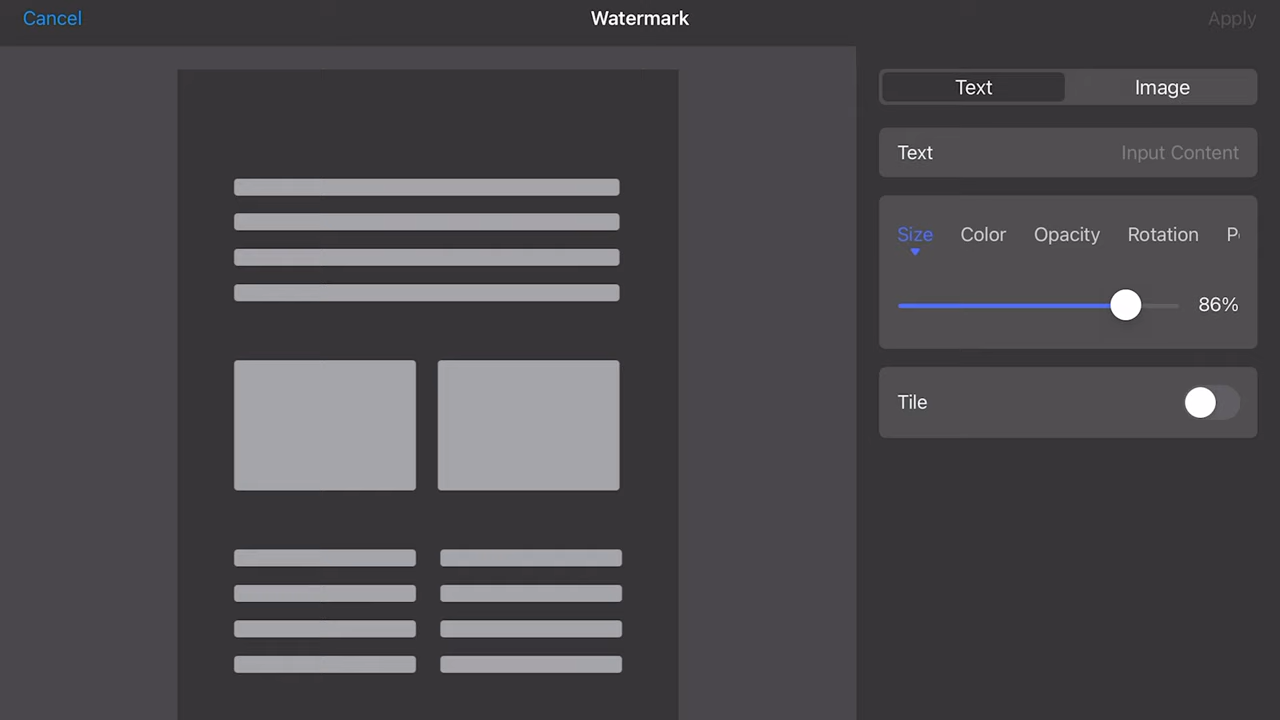 Cancel Watermark Apply
Text Image
Text Input Content
Size Color Opacity Rotation
86%
Tile